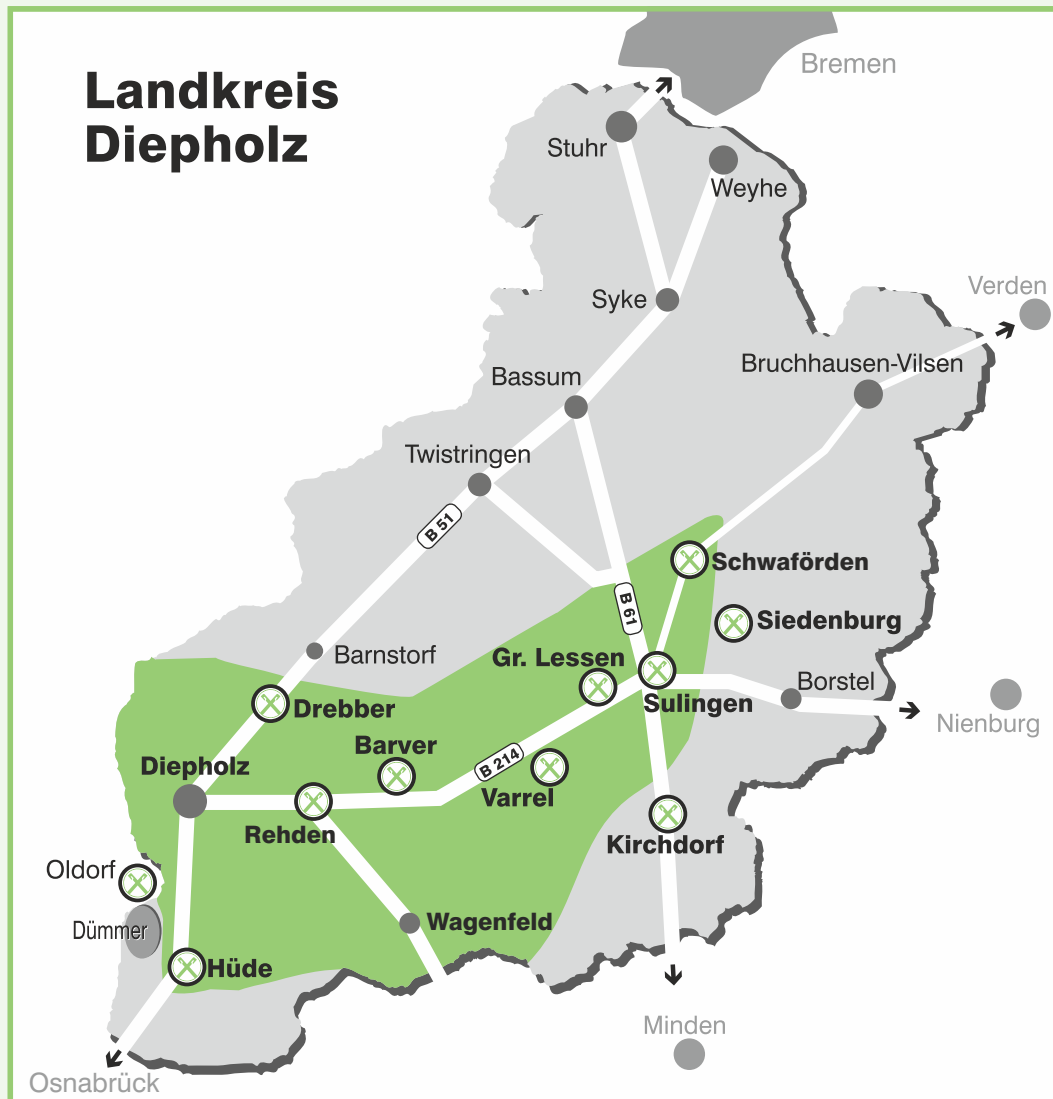 Landkreis
Diepholz
Bremen
Stuhr
Weyhe
Syke
Verden
Bruchhausen-Vilsen
Bassum
Twistringen
B 51
Schwaförden
B 61
Siedenburg
Barnstorf
Gr. Lessen
Borstel
Sulingen
Drebber
Nienburg
Barver
Diepholz
B 214
Varrel
Rehden
Kirchdorf
Oldorf
Dümmer
Wagenfeld
Hüde
Minden
Osnabrück